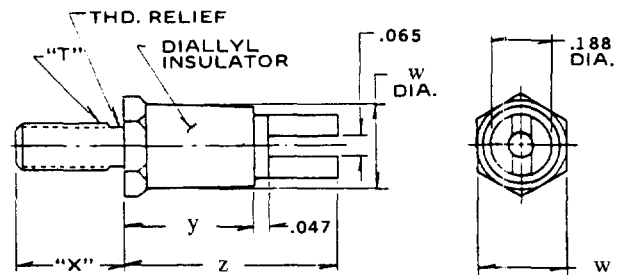 THD. RELIEF
"T"
DIALLYL
INSULATOR
.065
W
DIA.
.188
DIA.
y
.047
"X"
z
w